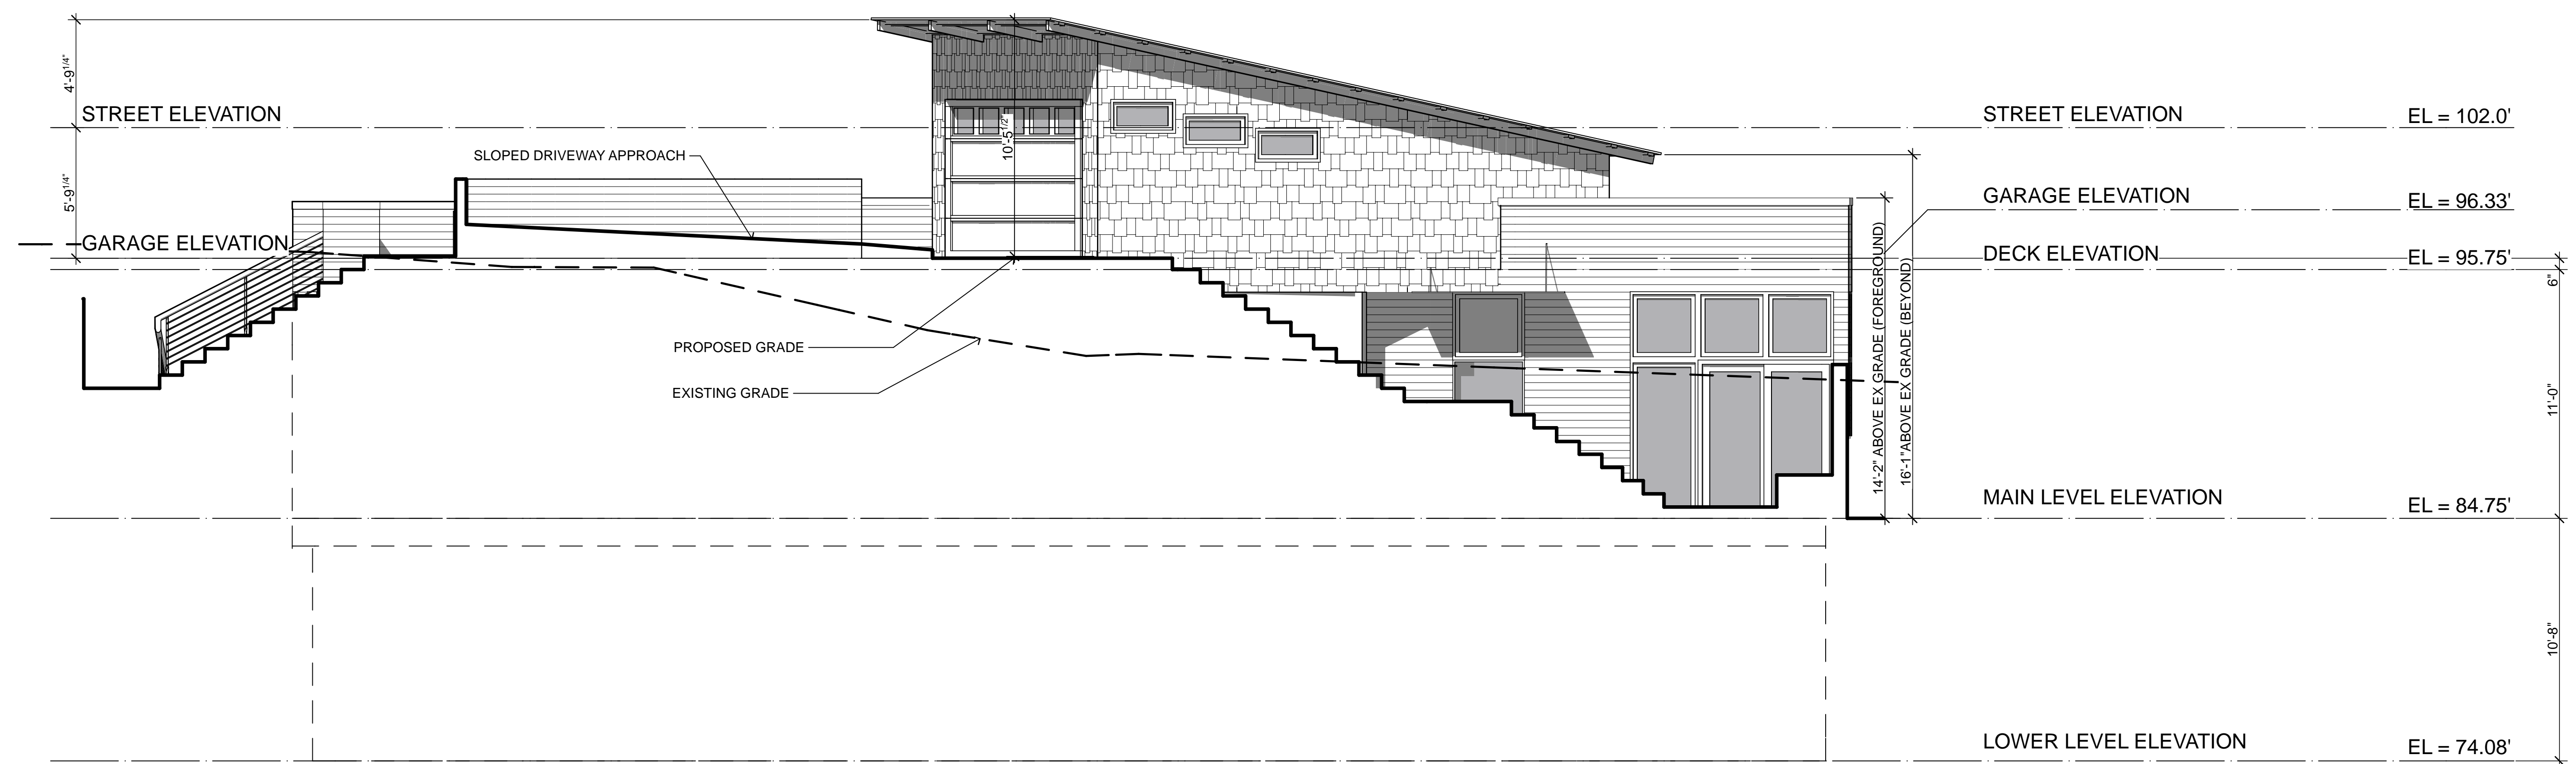 4'-9 1/4"
STREET ELEVATION
5'-9 1/4"
GARAGE ELEVATION
SLOPED DRIVEWAY APPROACH
10'-5 1/2"
PROPOSED GRADE
EXISTING GRADE
14'-2" ABOVE EX GRADE (FOREGROUND)
16'-1"ABOVE EX GRADE (BEYOND)
STREET ELEVATION EL = 102.0'
GARAGE ELEVATION EL = 96.33'
DECK ELEVATION EL = 95.75'
6"
11'-0"
MAIN LEVEL ELEVATION EL = 84.75'
10'-8"
LOWER LEVEL ELEVATION EL = 74.08'